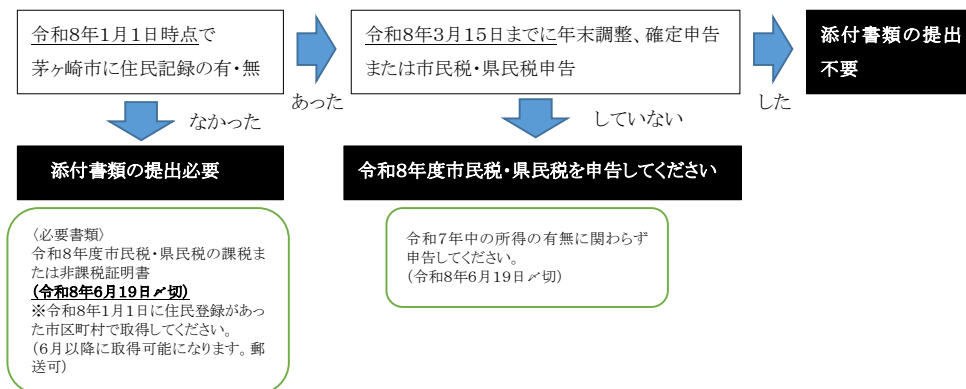 令和8年1月1日時点で
茅ヶ崎市に住民記録の有・無
あった
令和8年3月15日までに年末調整、確定申告
または市民税・県民税申告
した
添付書類の提出
不要
なかった
していない
添付書類の提出必要
令和8年度市民税・県民税を申告してください
〈必要書類〉
令和8年度市民税・県民税の課税ま
たは非課税証明書
(令和8年6月19日〆切)
※令和8年1月1日に住民登録があっ
た市区町村で取得してください。
(6月以降に取得可能になります。郵
送可)
令和7年中の所得の有無に関わらず
申告してください。
(令和8年6月19日〆切)